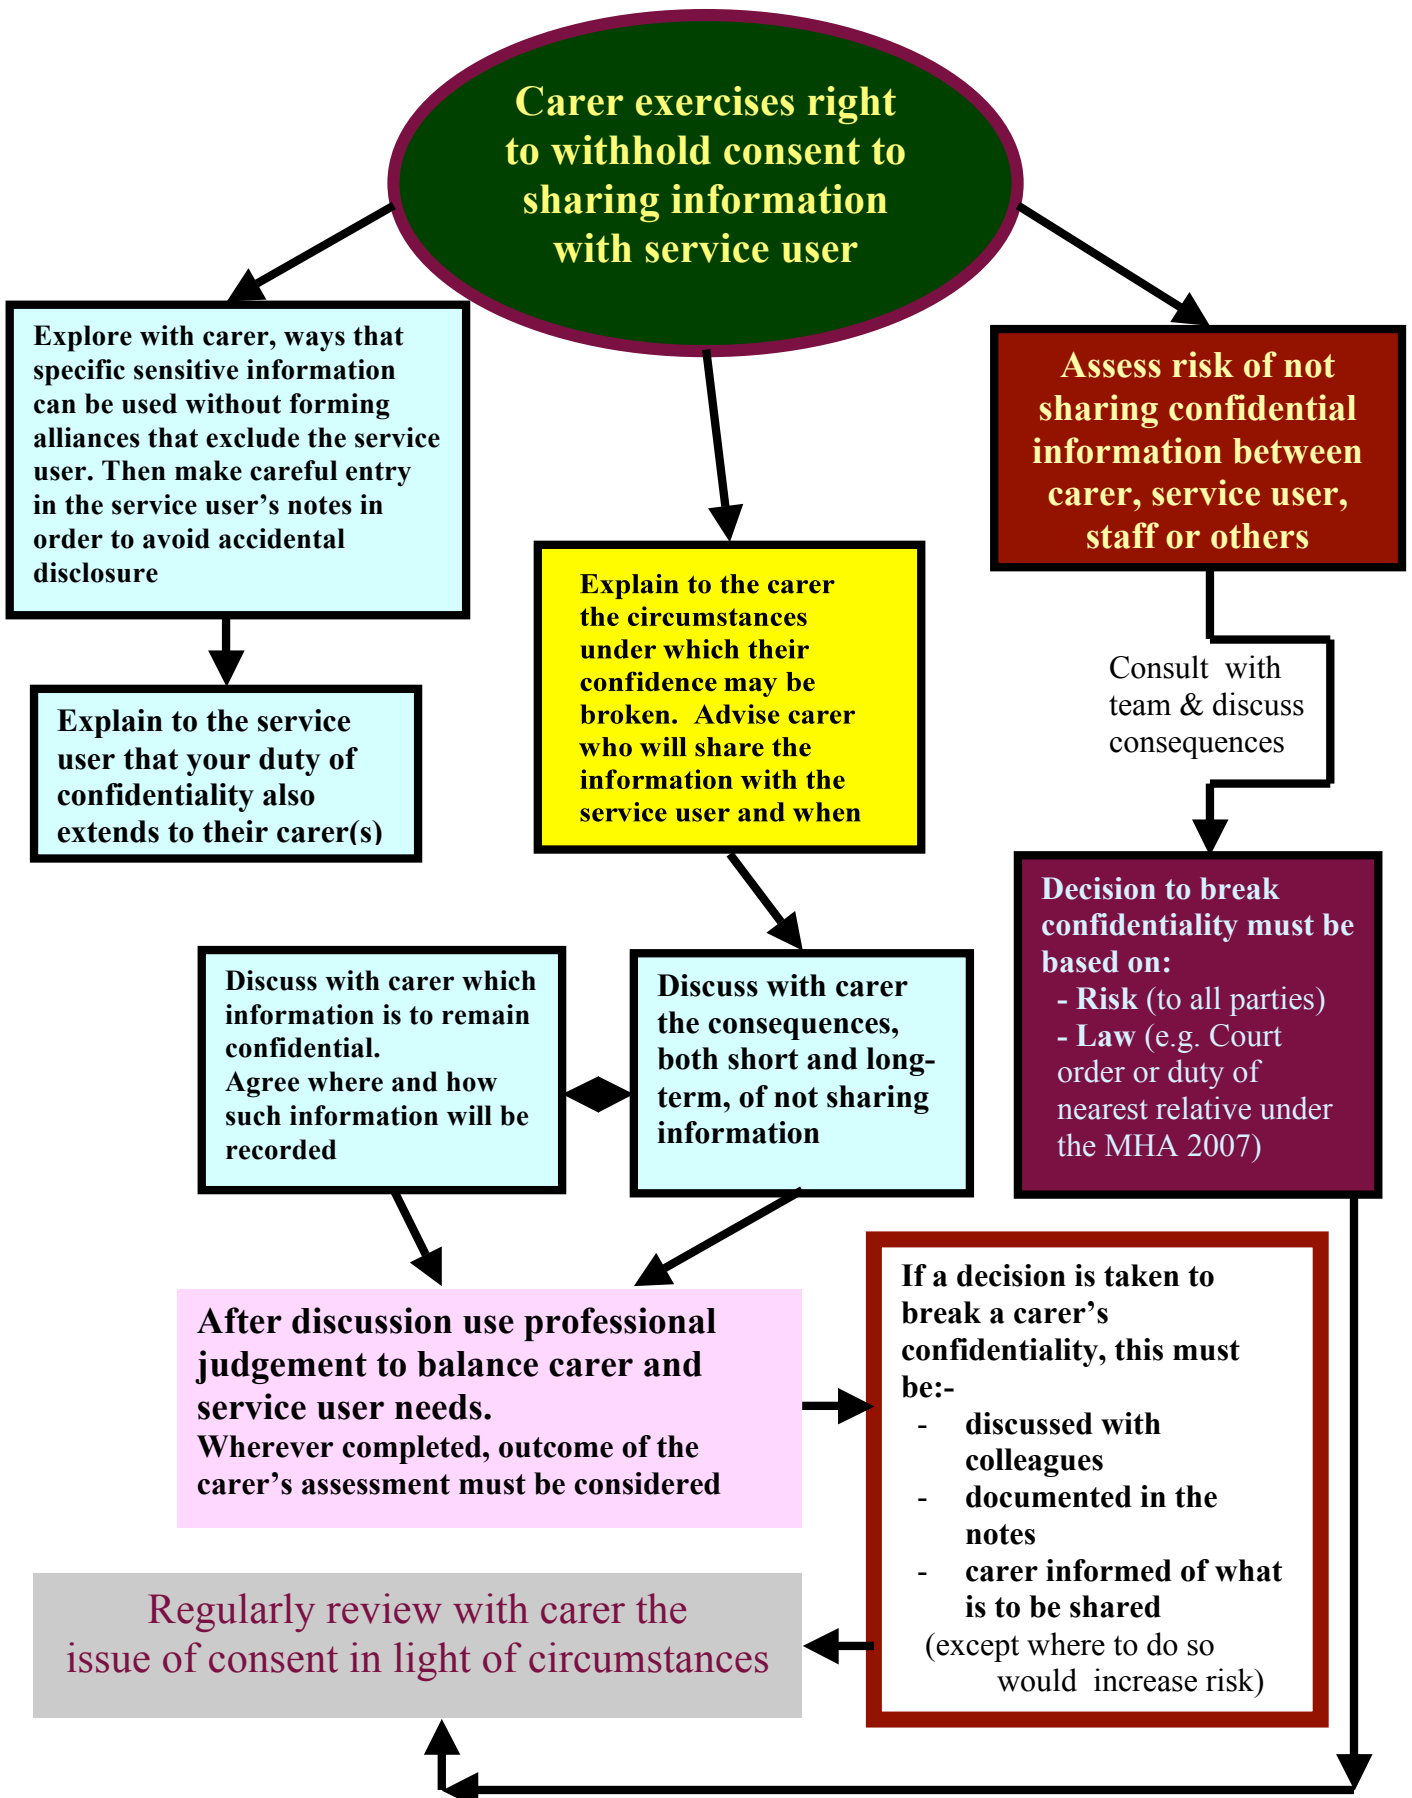 Carer exercises right
to withhold consent to
sharing information
with service user
Explore with carer, ways that
specific sensitive information
can be used without forming
alliances that exclude the service
user. Then make careful entry
in the service user’s notes in
order to avoid accidental
disclosure
Assess risk of not
sharing confidential
information between
carer, service user,
staff or others
Explain to the carer
the circumstances
under which their
confidence may be
broken.  Advise carer
who will share the
information with the
service user and when
Explain to the service
user that your duty of
confidentiality also
extends to their carer(s)
Consult  with
team & discuss
consequences
Decision to break
confidentiality must be
based on:
- Risk (to all parties)
- Law (e.g. Court
order or duty of
nearest relative under
the MHA 2007)
Discuss with carer which
information is to remain
confidential.
Agree where and how
such information will be
recorded
Discuss with carer
the consequences,
both short and long-
term, of not sharing
information
After discussion use professional
judgement to balance carer and
service user needs.
Wherever completed, outcome of the
carer’s assessment must be considered
If a decision is taken to
break a carer’s
confidentiality, this must
be:-
- discussed with
colleagues
- documented in the
notes
- carer informed of what
is to be shared
(except where to do so
would  increase risk)
Regularly review with carer the
issue of consent in light of circumstances